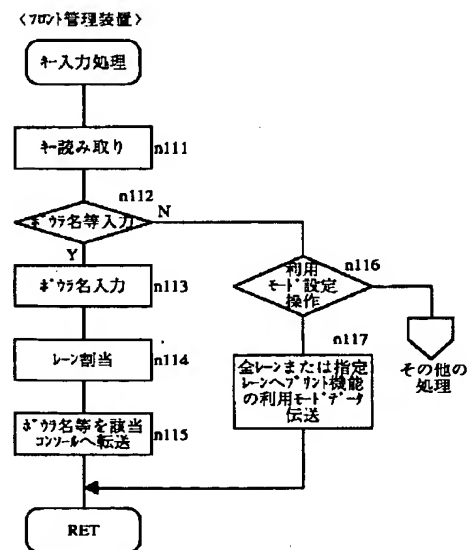 〈ﾌﾛﾝﾄ管理装置〉
ｷｰ入力処理
ｷｰ読み取り
n111
n112
ﾎﾞｳﾗ名等入力
N
Y
ﾎﾞｳﾗ名入力
n113
ﾚｰﾝ割当
n114
ﾎﾞｳﾗ名等を該当
ｺﾝｿｰﾙへ転送
n115
RET
利用
ﾓｰﾄﾞ設定
操作
n116
n117
全ﾚｰﾝまたは指定
ﾚｰﾝへﾌﾟﾘﾝﾄ機能
の利用ﾓｰﾄﾞﾃﾞｰﾀ
伝送
その他の
処理